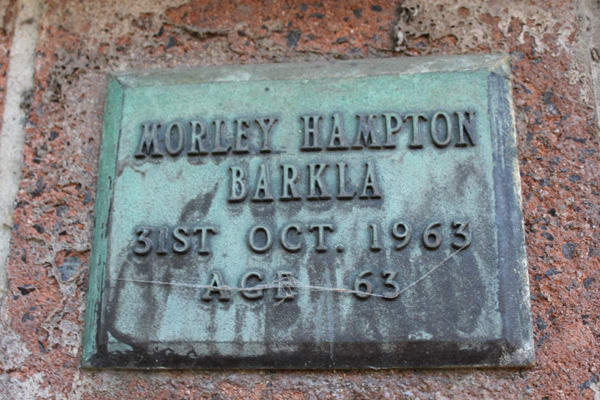 MORLEY HAMPTON
BARKLA
31ST OCT. 1963
AGE 63